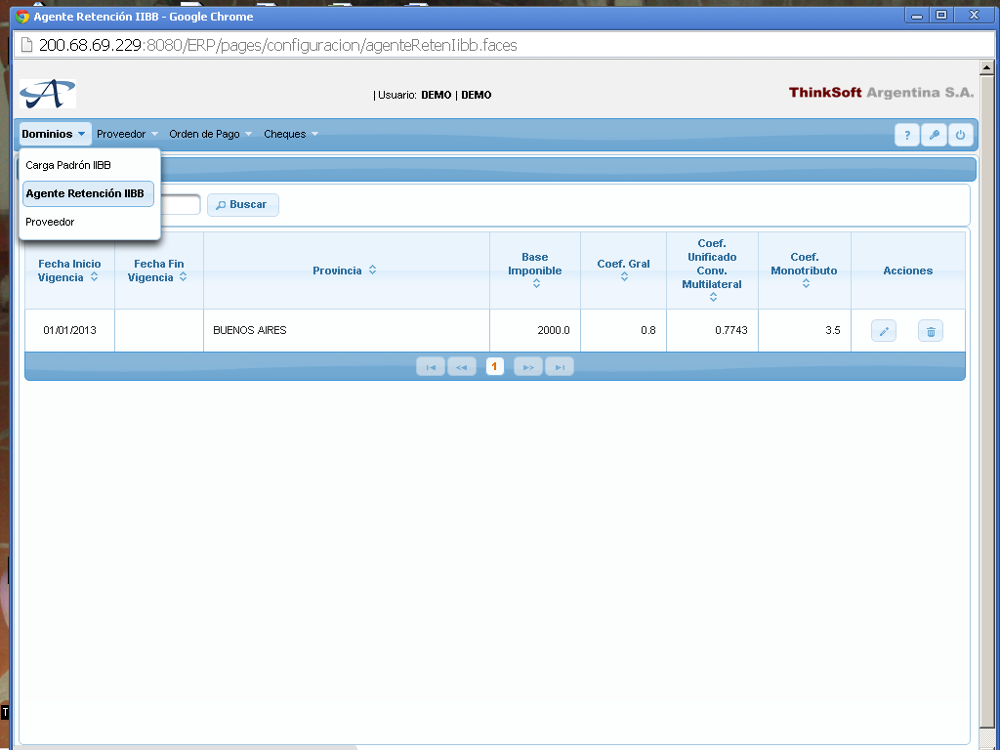 Agente Retención IIBB - Google Chrome
200.68.69.229:8080/ERP/pages/configuracion/agenteRetenIibb.faces
| Usuario: DEMO | DEMO
ThinkSoft Argentina S.A.
Dominios Proveedor Orden de Pago Cheques ?
Carga Padrón IIBB
Agente Retención IIBB
Proveedor
Buscar
Fecha Inicio Vigencia
Fecha Fin Vigencia
Provincia
Base Imponible
Coef. Gral
Coef. Unificado Conv. Multilateral
Coef. Monotributo
Acciones
01/01/2013 BUENOS AIRES 2000.0 0.8 0.7743 3.5
1
T